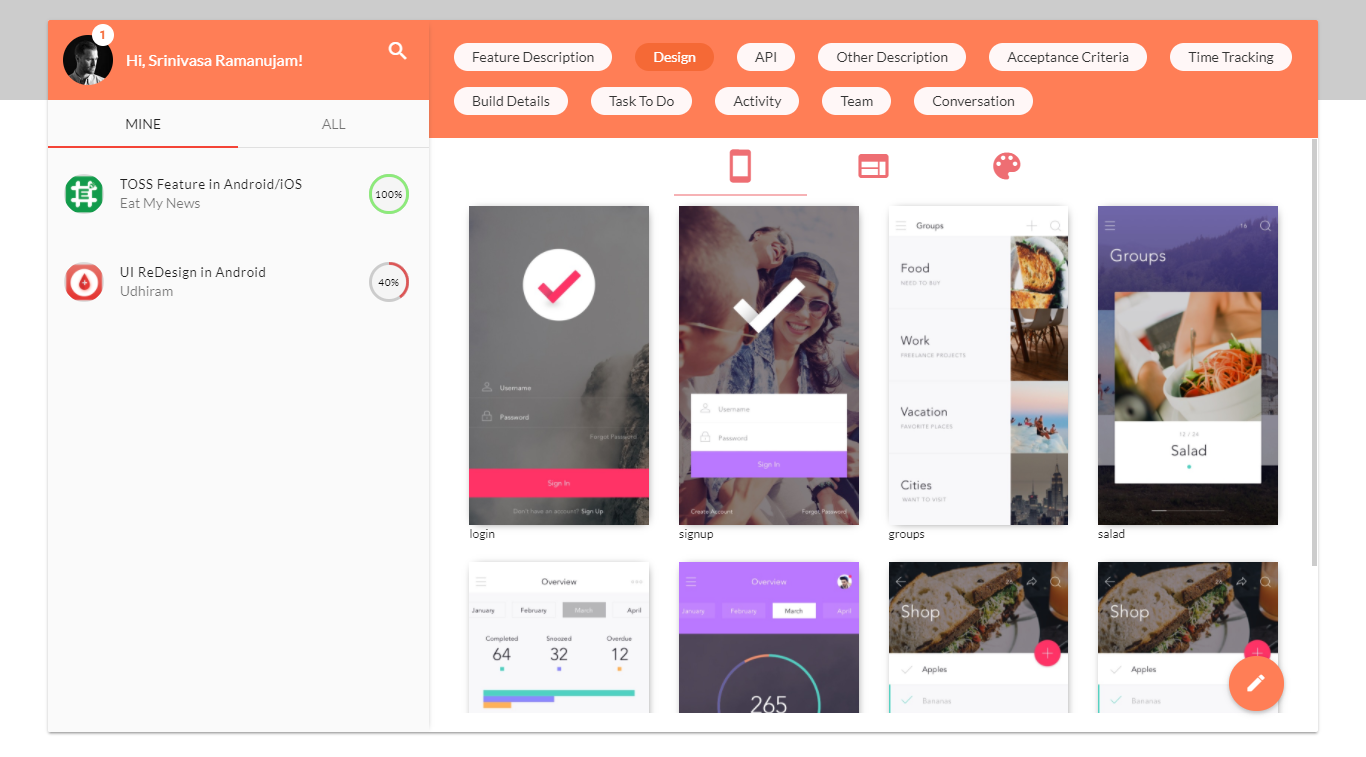 1
Hi, Srinivasa Ramanujam!
MINE
ALL
TOSS Feature in Android/iOS
Eat My News
100%
UI ReDesign in Android
Udhiram
40%
Feature Description
Design
API
Other Description
Acceptance Criteria
Time Tracking
Build Details
Task To Do
Activity
Team
Conversation
Username
Password
Forgot Password
Sign In
Don't have an account? Sign Up
login
Username
Password
Sign In
Create Account
Forgot Password
signup
Groups
Food
NEED TO BUY
Work
FREELANCE PROJECTS
Vacation
FAVORITE PLACES
Cities
WANT TO VISIT
groups
Groups
12 / 24
Salad
salad
Overview
January
February
March
April
Completed
Snoozed
Overdue
64
32
12
Overview
January
February
March
April
265
Shop
Apples
Bananas
Shop
Apples
Bananas